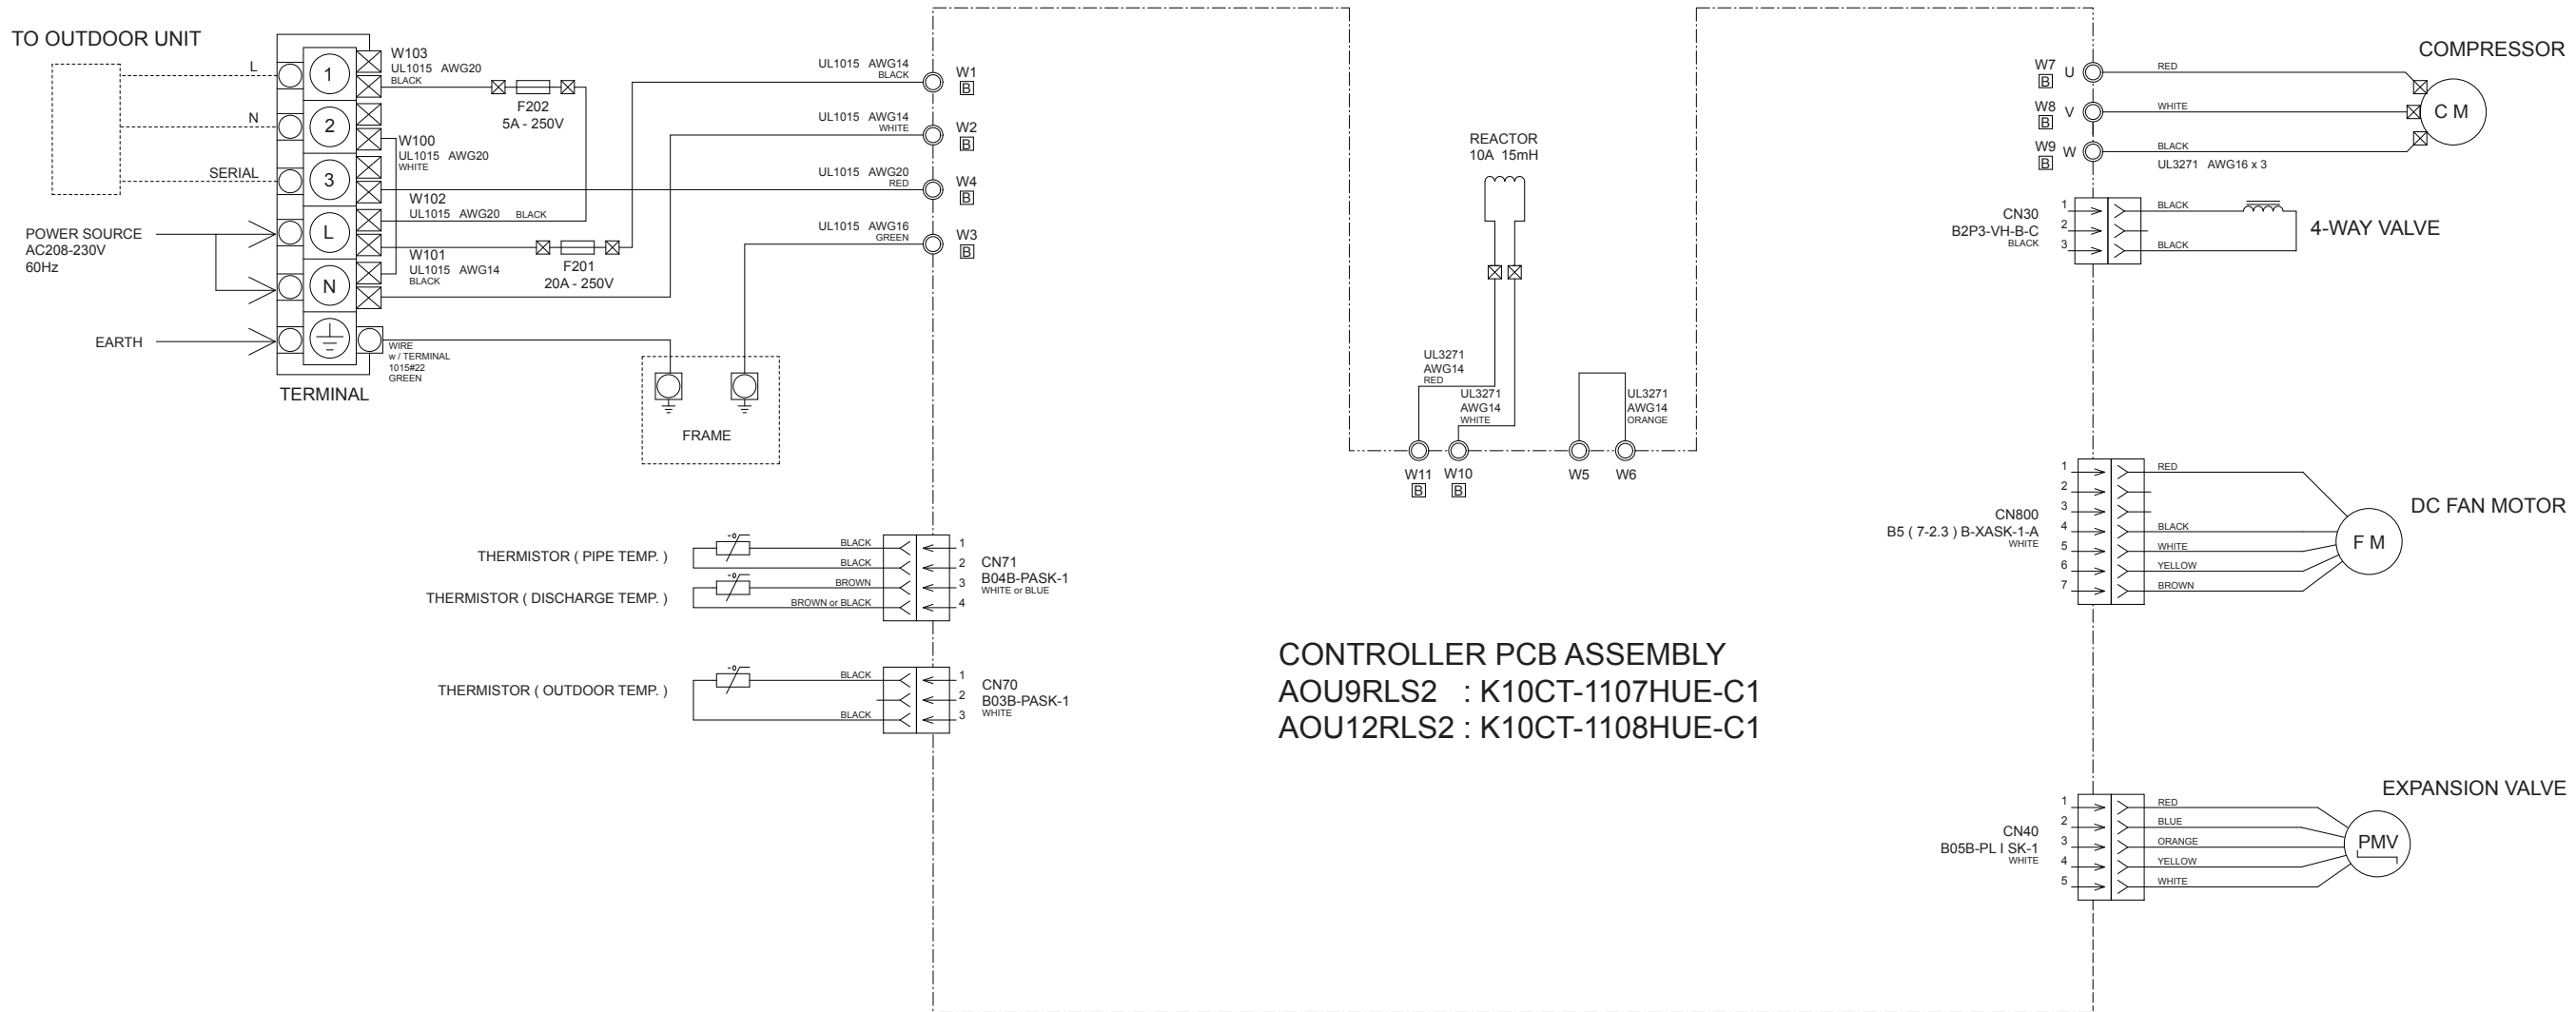 TO OUTDOOR UNIT
L
N
SERIAL
POWER SOURCE
AC208-230V
60Hz
EARTH
1
2
3
L
N
TERMINAL
W103
UL1015 AWG20
BLACK
F202
5A - 250V
W100
UL1015 AWG20
WHITE
W102
UL1015 AWG20 BLACK
W101
UL1015 AWG14
BLACK
F201
20A - 250V
WIRE
w / TERMINAL
1015#22
GREEN
FRAME
UL1015 AWG14
BLACK
W1
B
UL1015 AWG14
WHITE
W2
B
UL1015 AWG20
RED
W4
B
UL1015 AWG16
GREEN
W3
B
THERMISTOR ( PIPE TEMP. )
THERMISTOR ( DISCHARGE TEMP. )
-θ
-θ
BLACK
BLACK
BROWN
BROWN or BLACK
1
2
3
4
CN71
B04B-PASK-1
WHITE or BLUE
THERMISTOR ( OUTDOOR TEMP. )
-θ
BLACK
BLACK
1
2
3
CN70
B03B-PASK-1
WHITE
REACTOR
10A 15mH
UL3271
AWG14
RED
UL3271
AWG14
WHITE
UL3271
AWG14
ORANGE
W11
B
W10
B
W5
W6
CONTROLLER PCB ASSEMBLY
AOU9RLS2 : K10CT-1107HUE-C1
AOU12RLS2 : K10CT-1108HUE-C1
COMPRESSOR
W7
B
U
RED
W8
B
V
WHITE
W9
B
W
BLACK
UL3271 AWG16 x 3
C M
CN30
B2P3-VH-B-C
BLACK
1
2
3
BLACK
BLACK
4-WAY VALVE
DC FAN MOTOR
CN800
B5 ( 7-2.3 ) B-XASK-1-A
WHITE
1
2
3
4
5
6
7
RED
BLACK
WHITE
YELLOW
BROWN
F M
EXPANSION VALVE
CN40
B05B-PL I SK-1
WHITE
1
2
3
4
5
RED
BLUE
ORANGE
YELLOW
WHITE
PMV